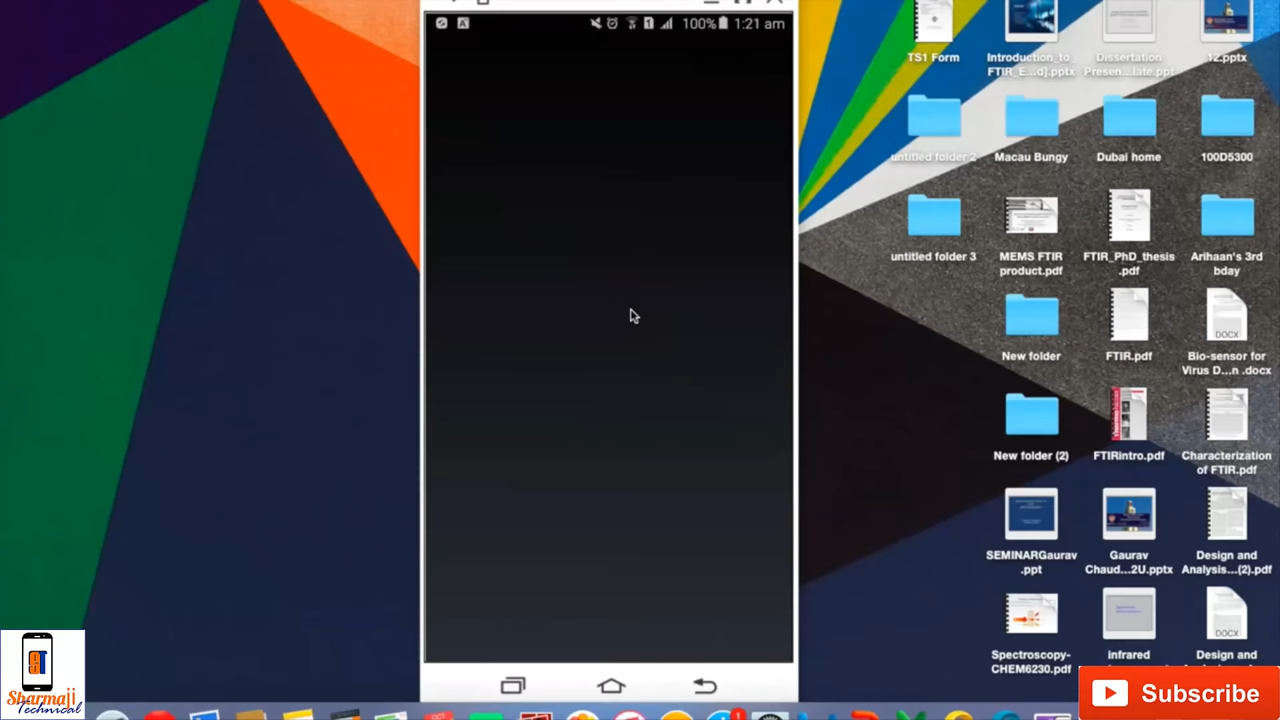 100% 1:21 am
TS1 Form
Introduction_to_
FTIR_E...d].pptx
Dissertation
Presen...late.ppt
12.pptx
untitled folder 2
Macau Bungy
Dubai home
100D5300
untitled folder 3
MEMS FTIR
product.pdf
FTIR_PhD_thesis
.pdf
Arihaan's 3rd
bday
New folder
FTIR.pdf
DOCX
Bio-sensor for
Virus D...n .docx
New folder (2)
FTIRintro.pdf
Characterization
of FTIR.pdf
SEMINARGaurav
.ppt
Gaurav
Chaud...2U.pptx
Design and
Analysis...(2).pdf
Spectroscopy-
CHEM6230.pdf
infrared
DOCX
Design and
Sharmaji
Technical
Subscribe